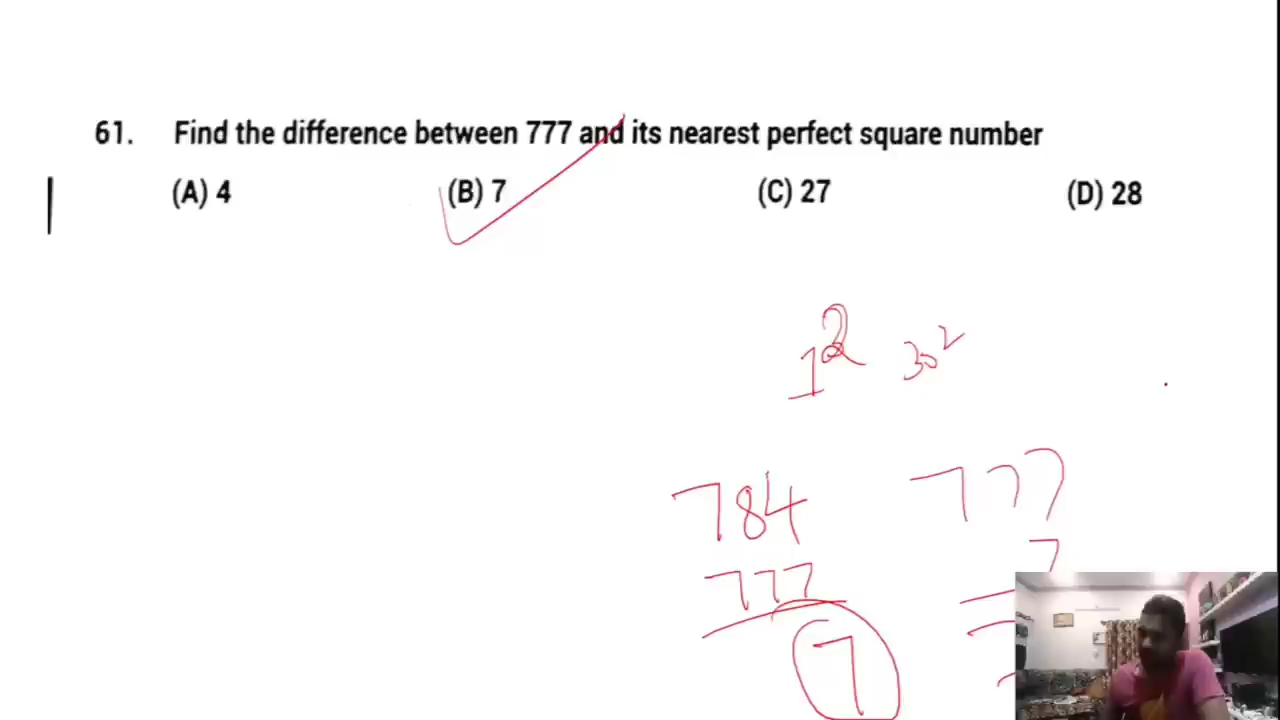 61. Find the difference between 777 and its nearest perfect square number
(A) 4 (B) 7 (C) 27 (D) 28
1² 30²
784 777
777 7
7